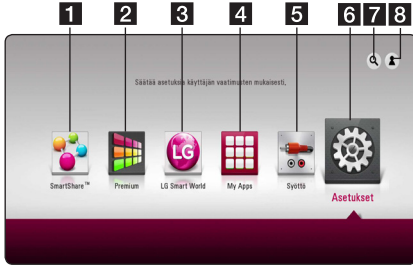 1 2 3 4 5 6 7 8
Säätää asetuksia käyttäjän vaatimusten mukaisesti.
LG
SmartShare™ Premium LG Smart World My Apps Syöttö Asetukset